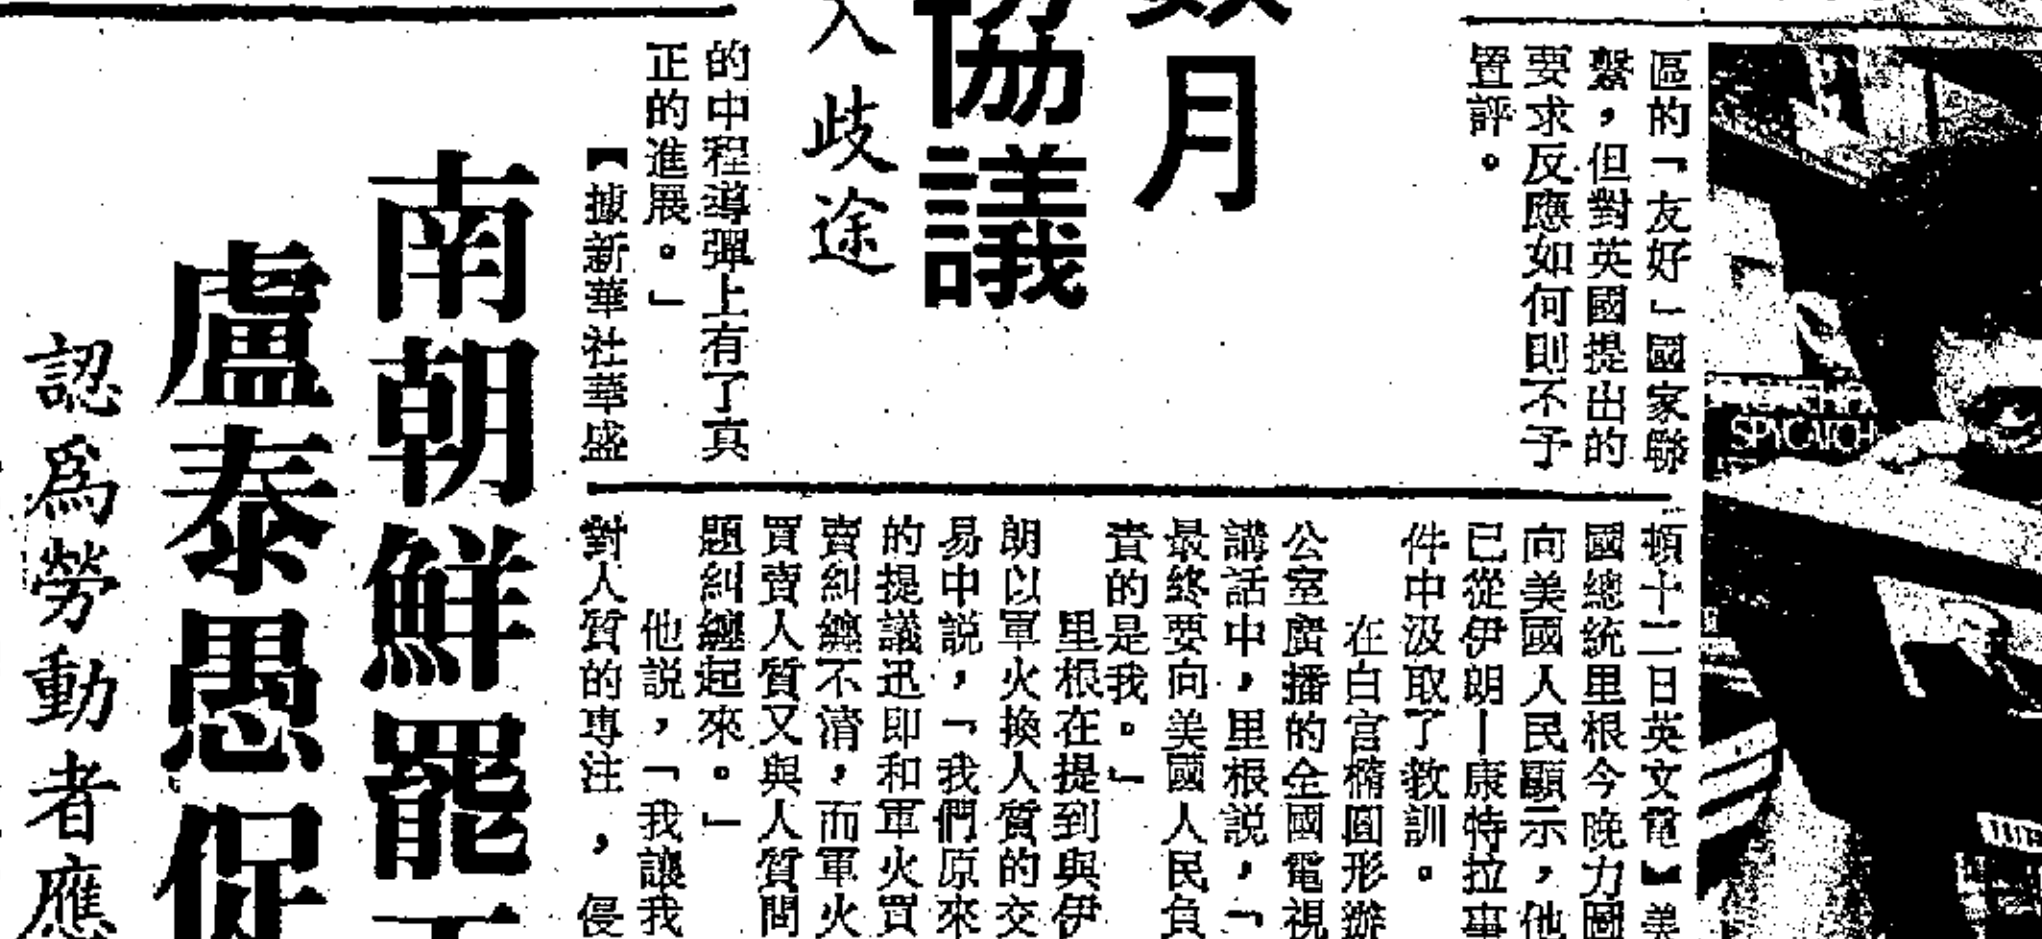 區的「友好」國家聯
繫，但對英國提出的
要求反應如何則不予
置評。
月
協議
入歧途
的中程導彈上有了真
正的進展。」
【據新華社華盛
頓十二日英文電】美
國總統里根今晚力圖
向美國人民顯示，他
已從伊朗—康特拉事
件中汲取了教訓。
在白宮橢圓形辦
公室廣播的全國電視
講話中，里根說，「
最終要向美國人民負
責的是我。」
里根在提到與伊
朗以軍火換人質的交
易中說，「我們原來
的提議迅即和軍火買
賣糾纏不清，而軍火
買賣人質又與人質問
題糾纏起來。」
他說，「我讓我
對人質的專注，侵
南朝鮮罷
盧泰愚促
認爲勞動者應
SPYCATCH